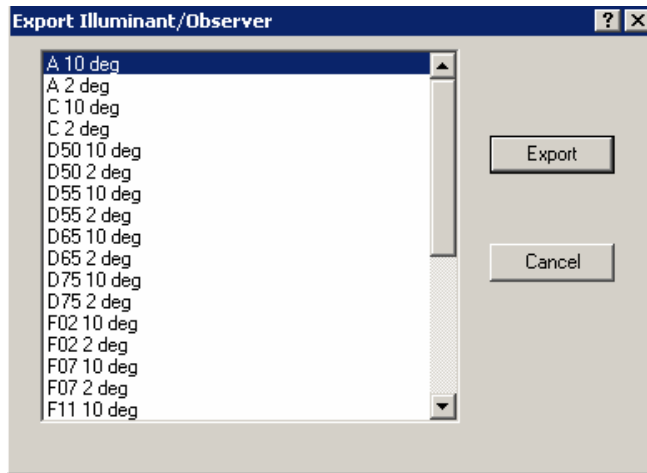 Export Illuminant/Observer
A 10 deg
A 2 deg
C 10 deg
C 2 deg
D50 10 deg
D50 2 deg
D55 10 deg
D55 2 deg
D65 10 deg
D65 2 deg
D75 10 deg
D75 2 deg
F02 10 deg
F02 2 deg
F07 10 deg
F07 2 deg
F11 10 deg
Export
Cancel